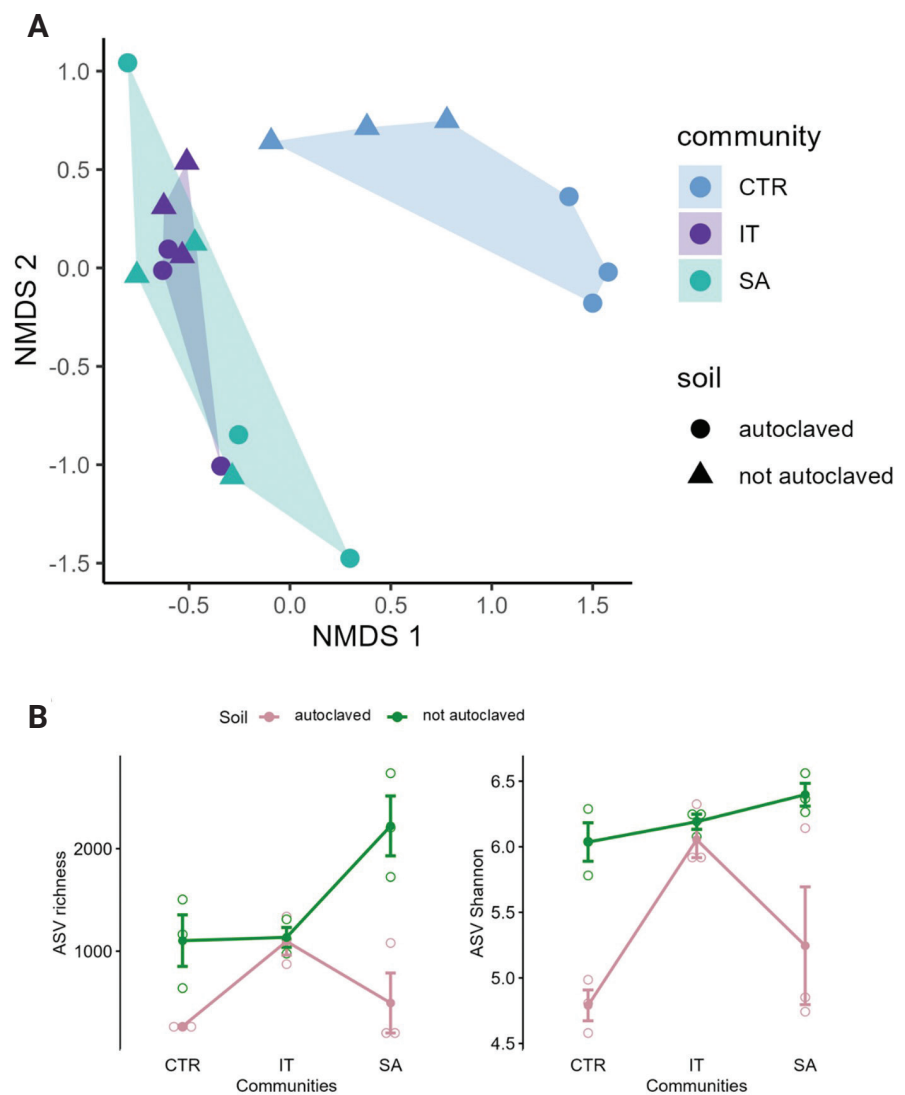 A
1.0
0.5
0.0
-0.5
-1.0
-1.5
NMDS 2
-0.5
0.0
0.5
1.0
1.5
NMDS 1
community
CTR
IT
SA
soil
autoclaved
not autoclaved
B
Soil autoclaved not autoclaved
2000
1000
ASV richness
CTR IT SA
Communities
6.5
6.0
5.5
5.0
4.5
ASV Shannon
CTR IT SA
Communities